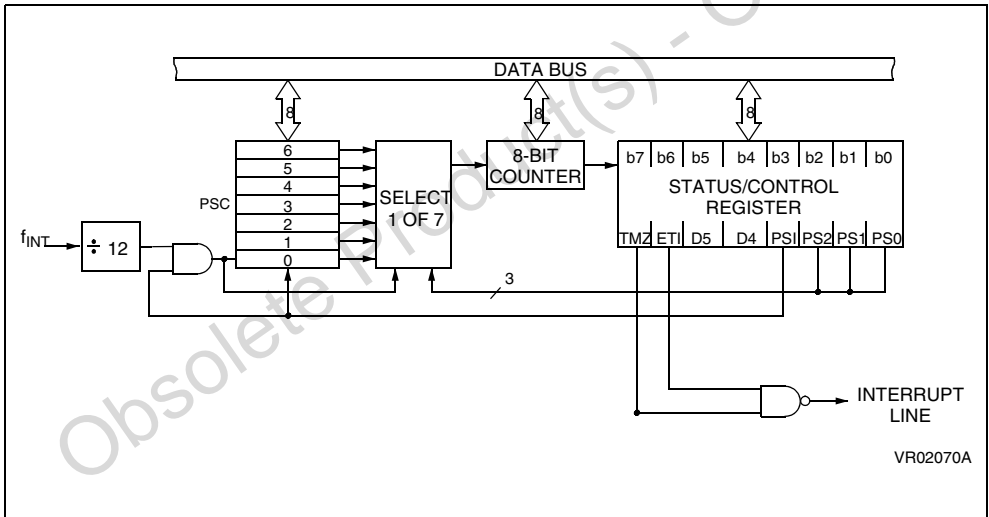 DATA BUS
8
8
8
6
5
4
3
2
1
0
PSC
SELECT
1 OF 7
8-BIT
COUNTER
b7 b6 b5 b4 b3 b2 b1 b0
STATUS/CONTROL
REGISTER
TMZ ETI D5 D4 PSI PS2 PS1 PS0
fINT
÷ 12
3
INTERRUPT
LINE
VR02070A
Obsolete Product(s) - O